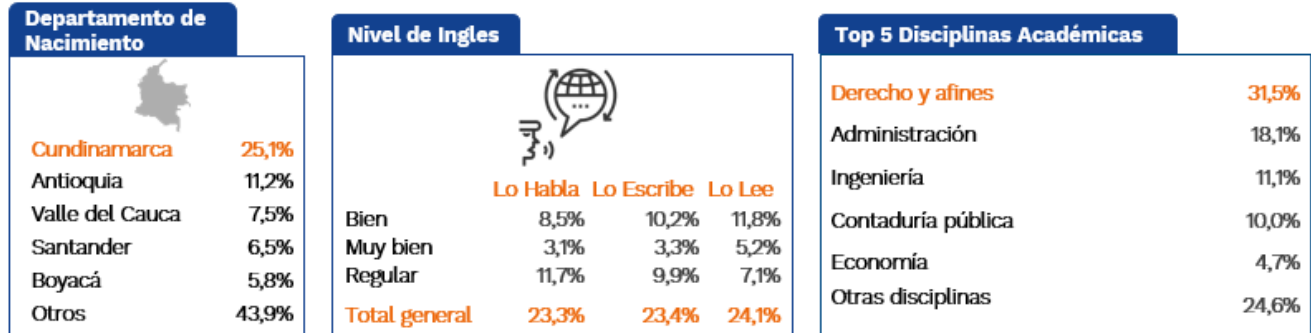 Departamento de
Nacimiento
Cundinamarca 25,1%
Antioquia 11,2%
Valle del Cauca 7,5%
Santander 6,5%
Boyacá 5,8%
Otros 43,9%
Nivel de Ingles
Lo Habla Lo Escribe Lo Lee
Bien 8,5% 10,2% 11,8%
Muy bien 3,1% 3,3% 5,2%
Regular 11,7% 9,9% 7,1%
Total general 23,3% 23,4% 24,1%
Top 5 Disciplinas Académicas
Derecho y afines 31,5%
Administración 18,1%
Ingeniería 11,1%
Contaduría pública 10,0%
Economía 4,7%
Otras disciplinas 24,6%